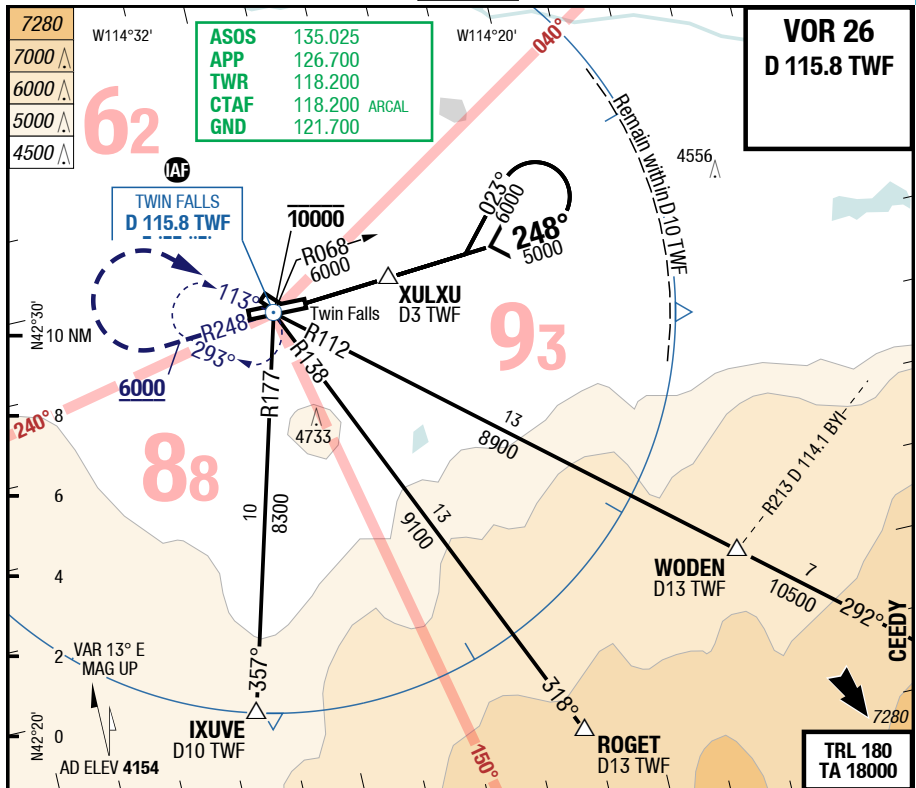 7280
7000
6000
5000
4500
W114°32'
ASOS 135.025
APP 126.700
TWR 118.200
CTAF 118.200 ARCAL
GND 121.700
W114°20'
040°
VOR 26
D 115.8 TWF
62
IAF
TWIN FALLS
D 115.8 TWF
10000
R068
6000
023°
6000
248°
5000
Remain within D10 TWF
4556
XULXU
D3 TWF
Twin Falls
93
113°
R248
293°
6000
N42°30'
10 NM
8
6
4
2
0
240°
88
R177
R138
R112
4733
13
8900
10
8300
13
9100
R213 D 114.1 BYI
WODEN
D13 TWF
7
10500
292°
CEEDY
VAR 13° E
MAG UP
357°
318°
IXUVE
D10 TWF
ROGET
D13 TWF
N42°20'
AD ELEV 4154
150°
7280
TRL 180
TA 18000